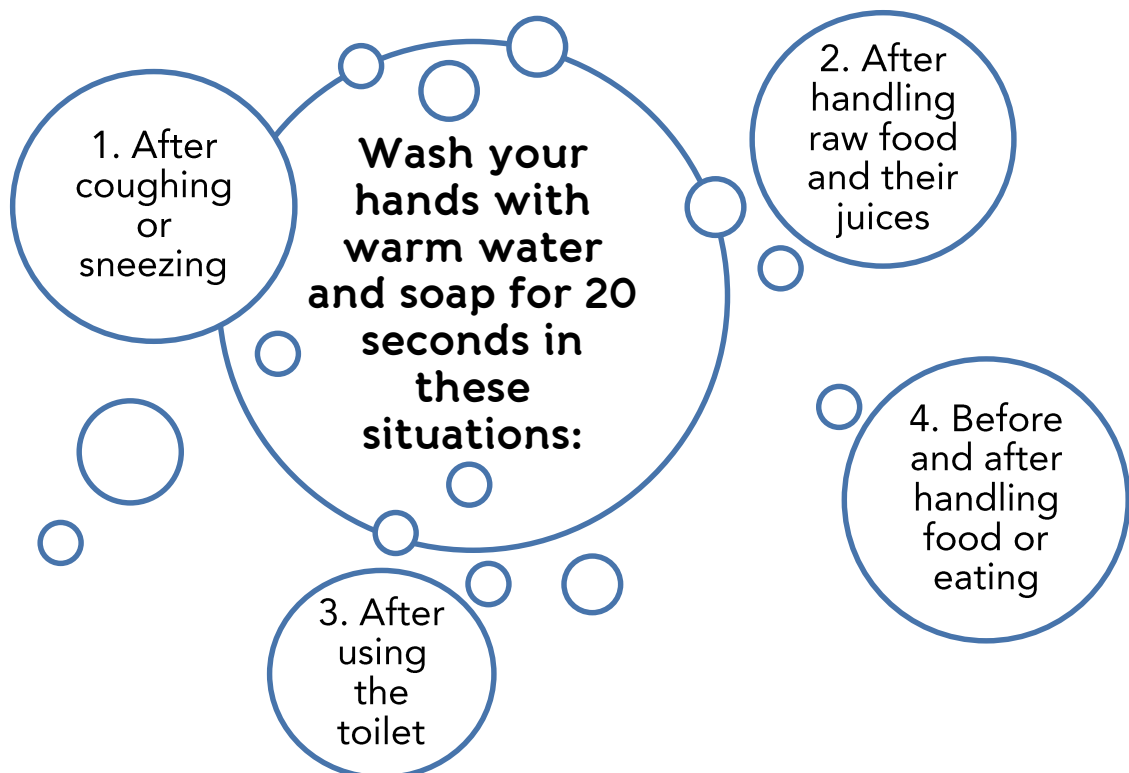 Wash your
hands with
warm water
and soap for 20
seconds in
these
situations:
1. After
coughing
or
sneezing
2. After
handling
raw food
and their
juices
3. After
using
the
toilet
4. Before
and after
handling
food or
eating